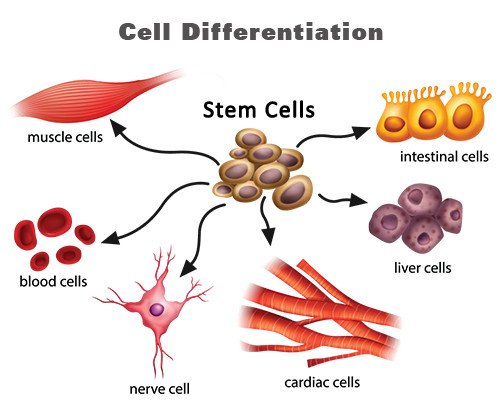 Cell Differentiation
Stem Cells
muscle cells
intestinal cells
blood cells
liver cells
nerve cell
cardiac cells